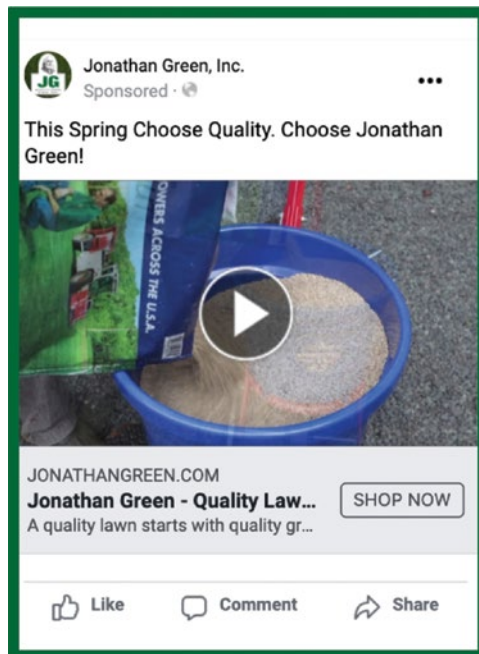 Jonathan Green, Inc.
JG
Sponsored ·
This Spring Choose Quality. Choose Jonathan
Green!
OWERS ACROSS THE U.S.A.
JONATHANGREEN.COM
Jonathan Green - Quality Law...
SHOP NOW
A quality lawn starts with quality gr...
Like
Comment
Share